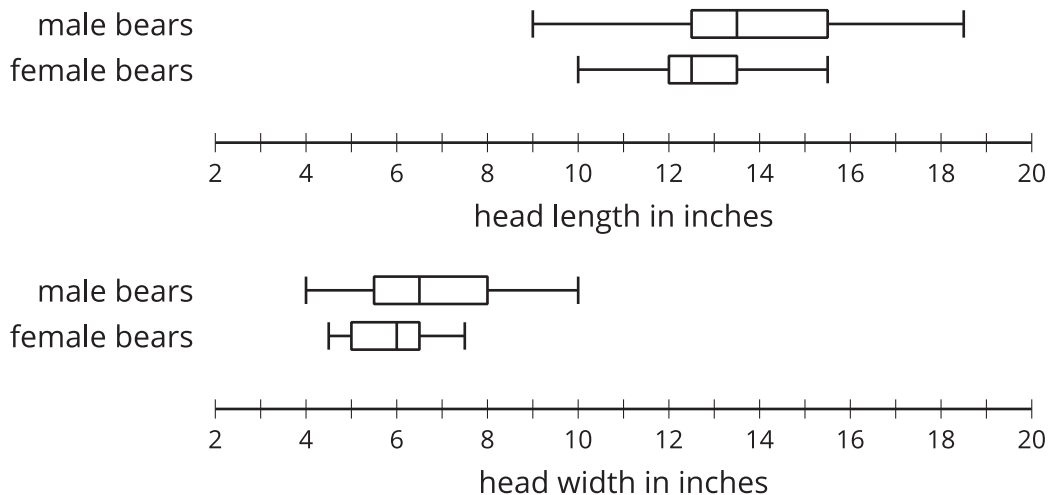 male bears
female bears
2 4 6 8 10 12 14 16 18 20
head length in inches
male bears
female bears
2 4 6 8 10 12 14 16 18 20
head width in inches